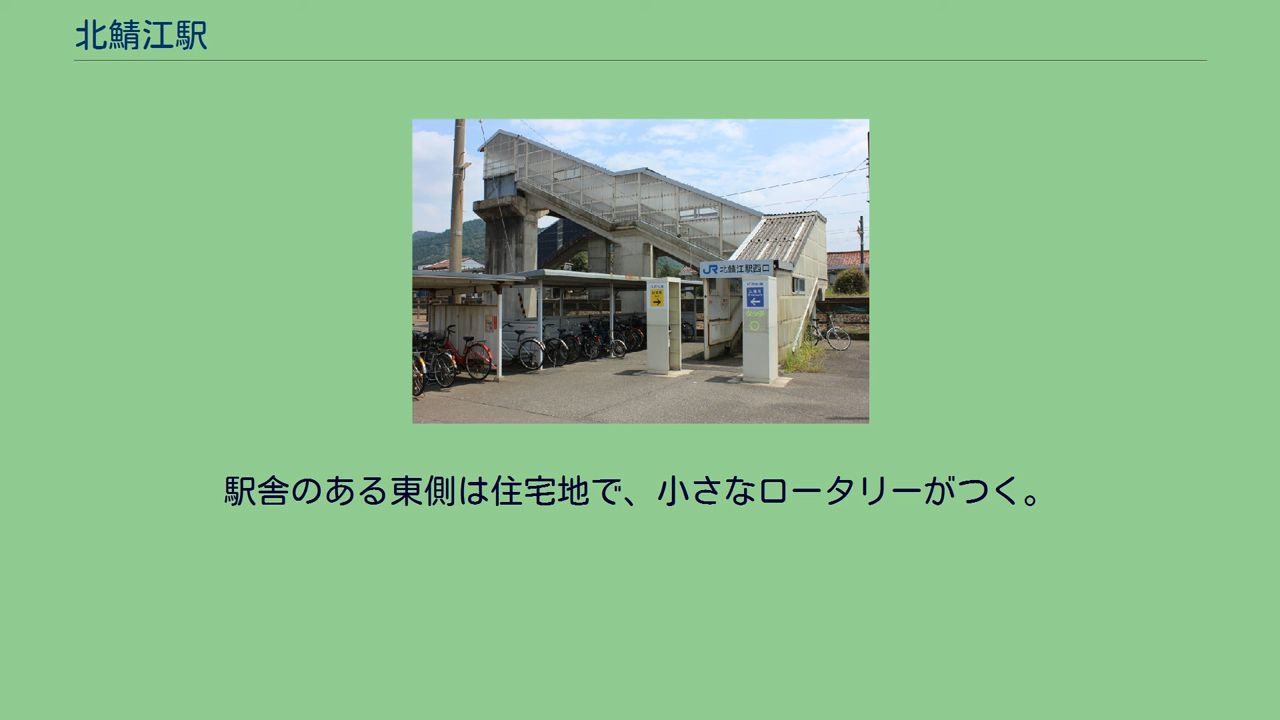 北鯖江駅
JR 北鯖江駅西口
駅舎のある東側は住宅地で、小さなロータリーがつく。